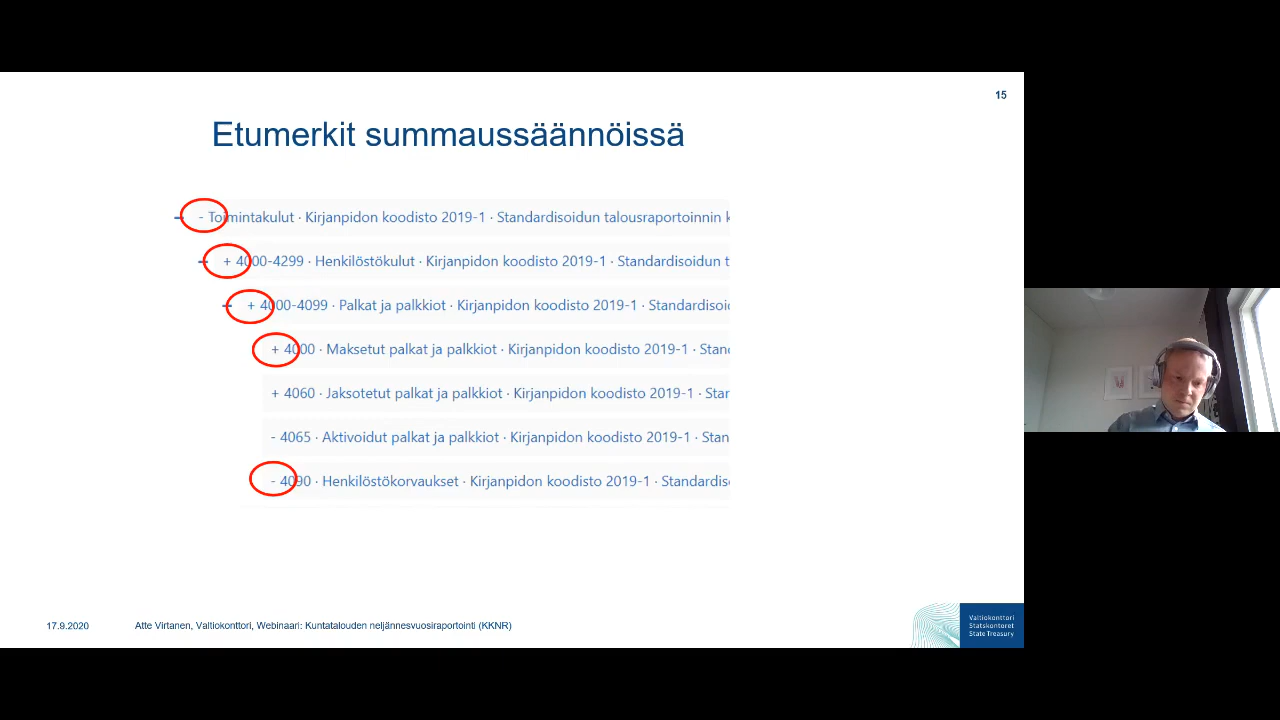 15
Etumerkit summaussäännöissä
- Toimintakulut · Kirjanpidon koodisto 2019-1 · Standardisoidun talousraportoinnin k
+ 4000-4299 · Henkilöstökulut · Kirjanpidon koodisto 2019-1 · Standardisoidun t
+ 4000-4099 · Palkat ja palkkiot · Kirjanpidon koodisto 2019-1 · Standardisoid
+ 4000 · Maksetut palkat ja palkkiot · Kirjanpidon koodisto 2019-1 · Stand
+ 4060 · Jaksotetut palkat ja palkkiot · Kirjanpidon koodisto 2019-1 · Stan
- 4065 · Aktivoidut palkat ja palkkiot · Kirjanpidon koodisto 2019-1 · Stan
- 4090 · Henkilöstökorvaukset · Kirjanpidon koodisto 2019-1 · Standardiso
17.9.2020
Atte Virtanen, Valtiokonttori, Webinaari: Kuntatalouden neljännesvuosiraportointi (KKNR)
Valtiokonttori
Statskontoret
State Treasury